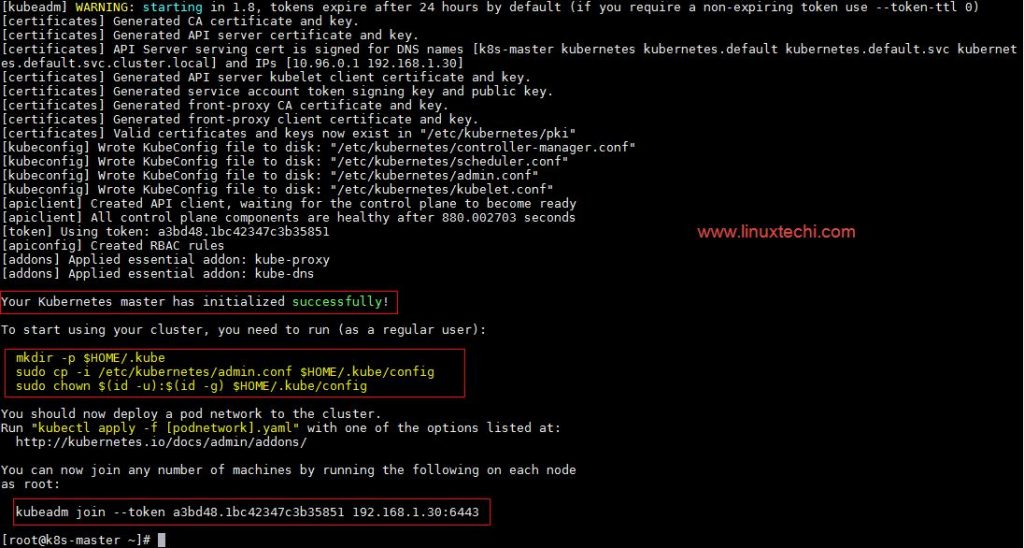 [kubeadm] WARNING: starting in 1.8, tokens expire after 24 hours by default (if you require a non-expiring token use --token-ttl 0)
[certificates] Generated CA certificate and key.
[certificates] Generated API server certificate and key.
[certificates] API Server serving cert is signed for DNS names [k8s-master kubernetes kubernetes.default kubernetes.default.svc kubernet
es.default.svc.cluster.local] and IPs [10.96.0.1 192.168.1.30]
[certificates] Generated API server kubelet client certificate and key.
[certificates] Generated service account token signing key and public key.
[certificates] Generated front-proxy CA certificate and key.
[certificates] Generated front-proxy client certificate and key.
[certificates] Valid certificates and keys now exist in "/etc/kubernetes/pki"
[kubeconfig] Wrote KubeConfig file to disk: "/etc/kubernetes/controller-manager.conf"
[kubeconfig] Wrote KubeConfig file to disk: "/etc/kubernetes/scheduler.conf"
[kubeconfig] Wrote KubeConfig file to disk: "/etc/kubernetes/admin.conf"
[kubeconfig] Wrote KubeConfig file to disk: "/etc/kubernetes/kubelet.conf"
[apiclient] Created API client, waiting for the control plane to become ready
[apiclient] All control plane components are healthy after 880.002703 seconds
[token] Using token: a3bd48.1bc42347c3b35851
www.linuxtechi.com
[apiconfig] Created RBAC rules
[addons] Applied essential addon: kube-proxy
[addons] Applied essential addon: kube-dns
Your Kubernetes master has initialized successfully!
To start using your cluster, you need to run (as a regular user):
mkdir -p $HOME/.kube
sudo cp -i /etc/kubernetes/admin.conf $HOME/.kube/config
sudo chown $(id -u):$(id -g) $HOME/.kube/config
You should now deploy a pod network to the cluster.
Run "kubectl apply -f [podnetwork].yaml" with one of the options listed at:
http://kubernetes.io/docs/admin/addons/
You can now join any number of machines by running the following on each node
as root:
kubeadm join --token a3bd48.1bc42347c3b35851 192.168.1.30:6443
[root@k8s-master ~]#